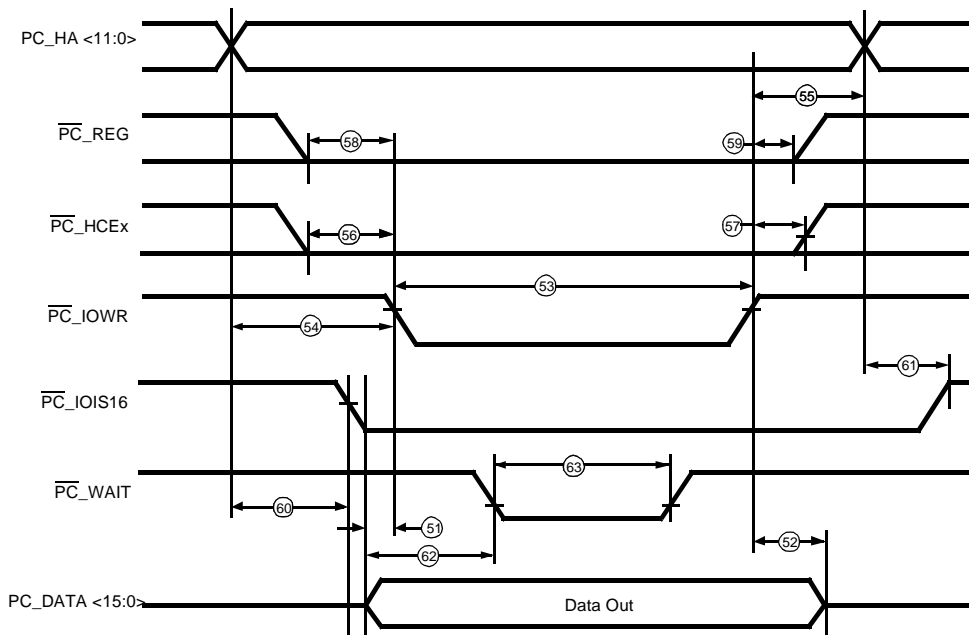 PC_HA <11:0>
55
PC_REG
58
59
PC_HCEx
56
57
53
PC_IOWR
54
61
PC_IOIS16
63
PC_WAIT
60
51
62
52
PC_DATA <15:0>
Data Out